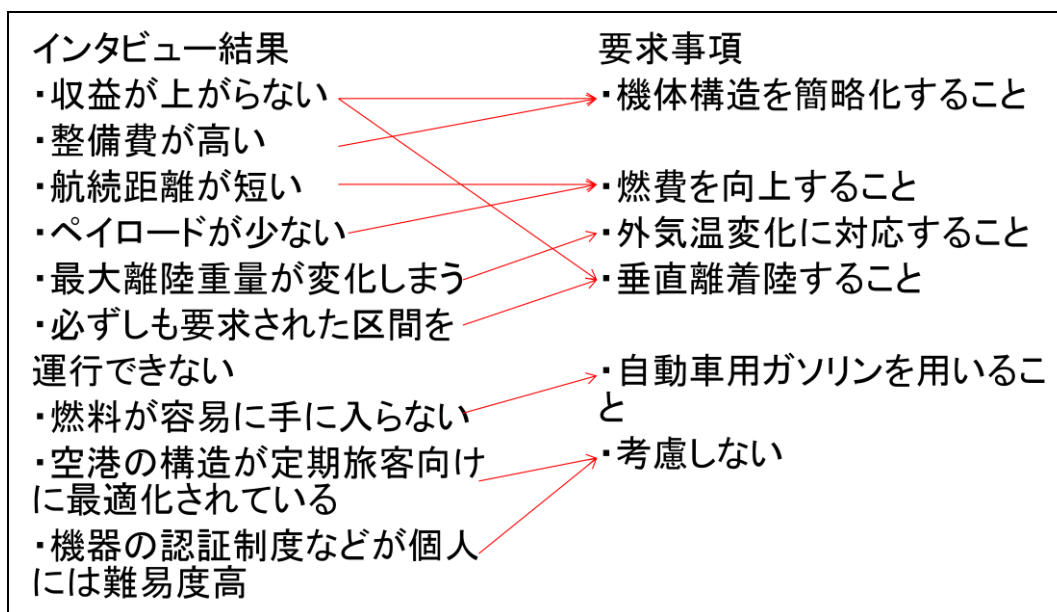 インタビュー結果
・収益が上がらない
・整備費が高い
・航続距離が短い
・ペイロードが少ない
・最大離陸重量が変化しまう
・必ずしも要求された区間を
運行できない
・燃料が容易に手に入らない
・空港の構造が定期旅客向け
に最適化されている
・機器の認証制度などが個人
には難易度高
要求事項
・機体構造を簡略化すること
・燃費を向上すること
・外気温変化に対応すること
・垂直離着陸すること
・自動車用ガソリンを用いるこ
と
・考慮しない